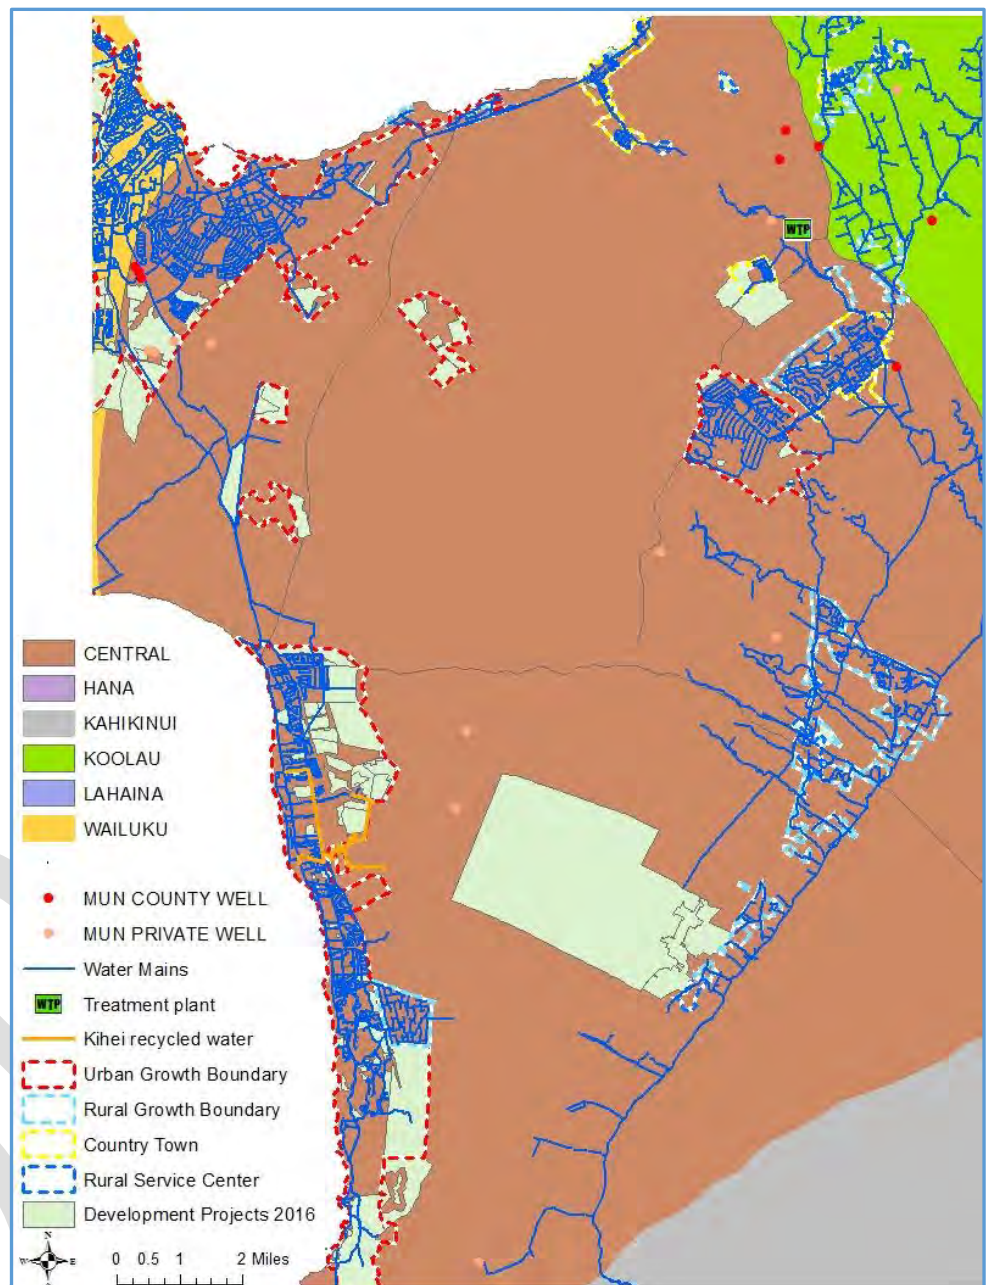 WTP
CENTRAL
HANA
KAHIKINUI
KOOLAU
LAHAINA
WAILUKU
MUN COUNTY WELL
MUN PRIVATE WELL
Water Mains
WTP Treatment plant
Kihei recycled water
Urban Growth Boundary
Rural Growth Boundary
Country Town
Rural Service Center
Development Projects 2016
N
W E
0 0.5 1 2 Miles